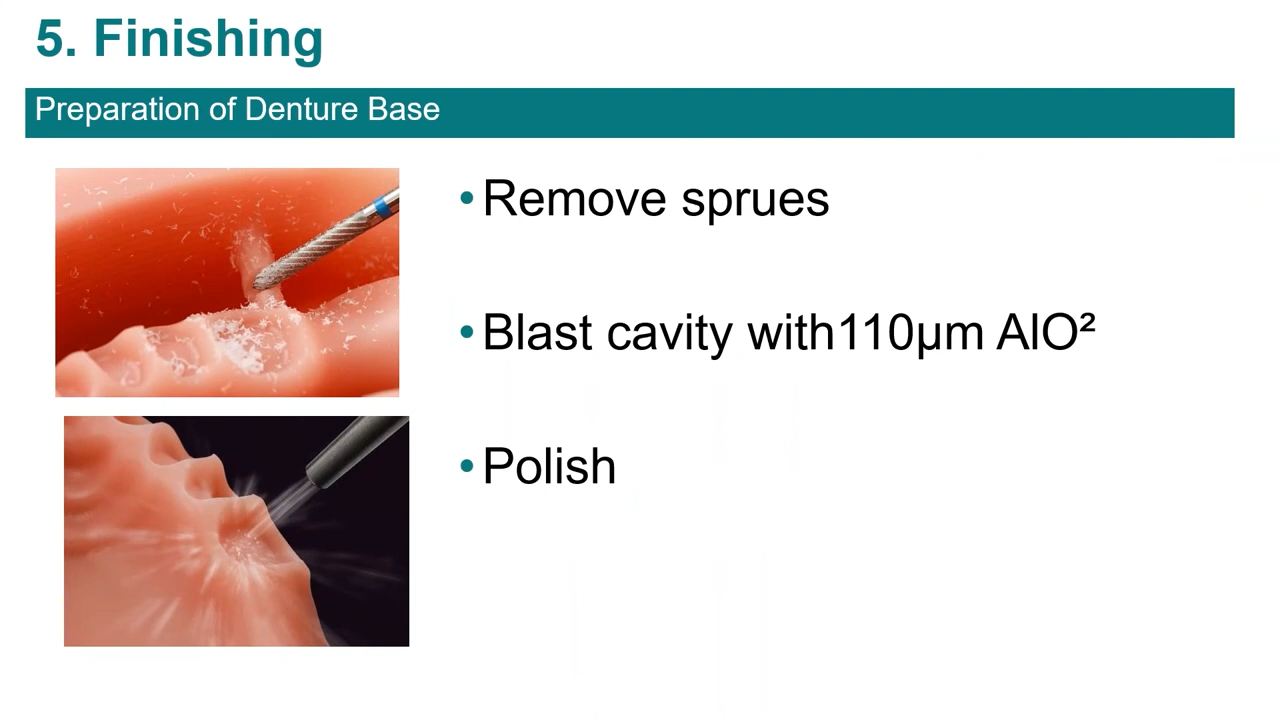 5. Finishing
Preparation of Denture Base
•Remove sprues
•Blast cavity with110µm AlO²
•Polish